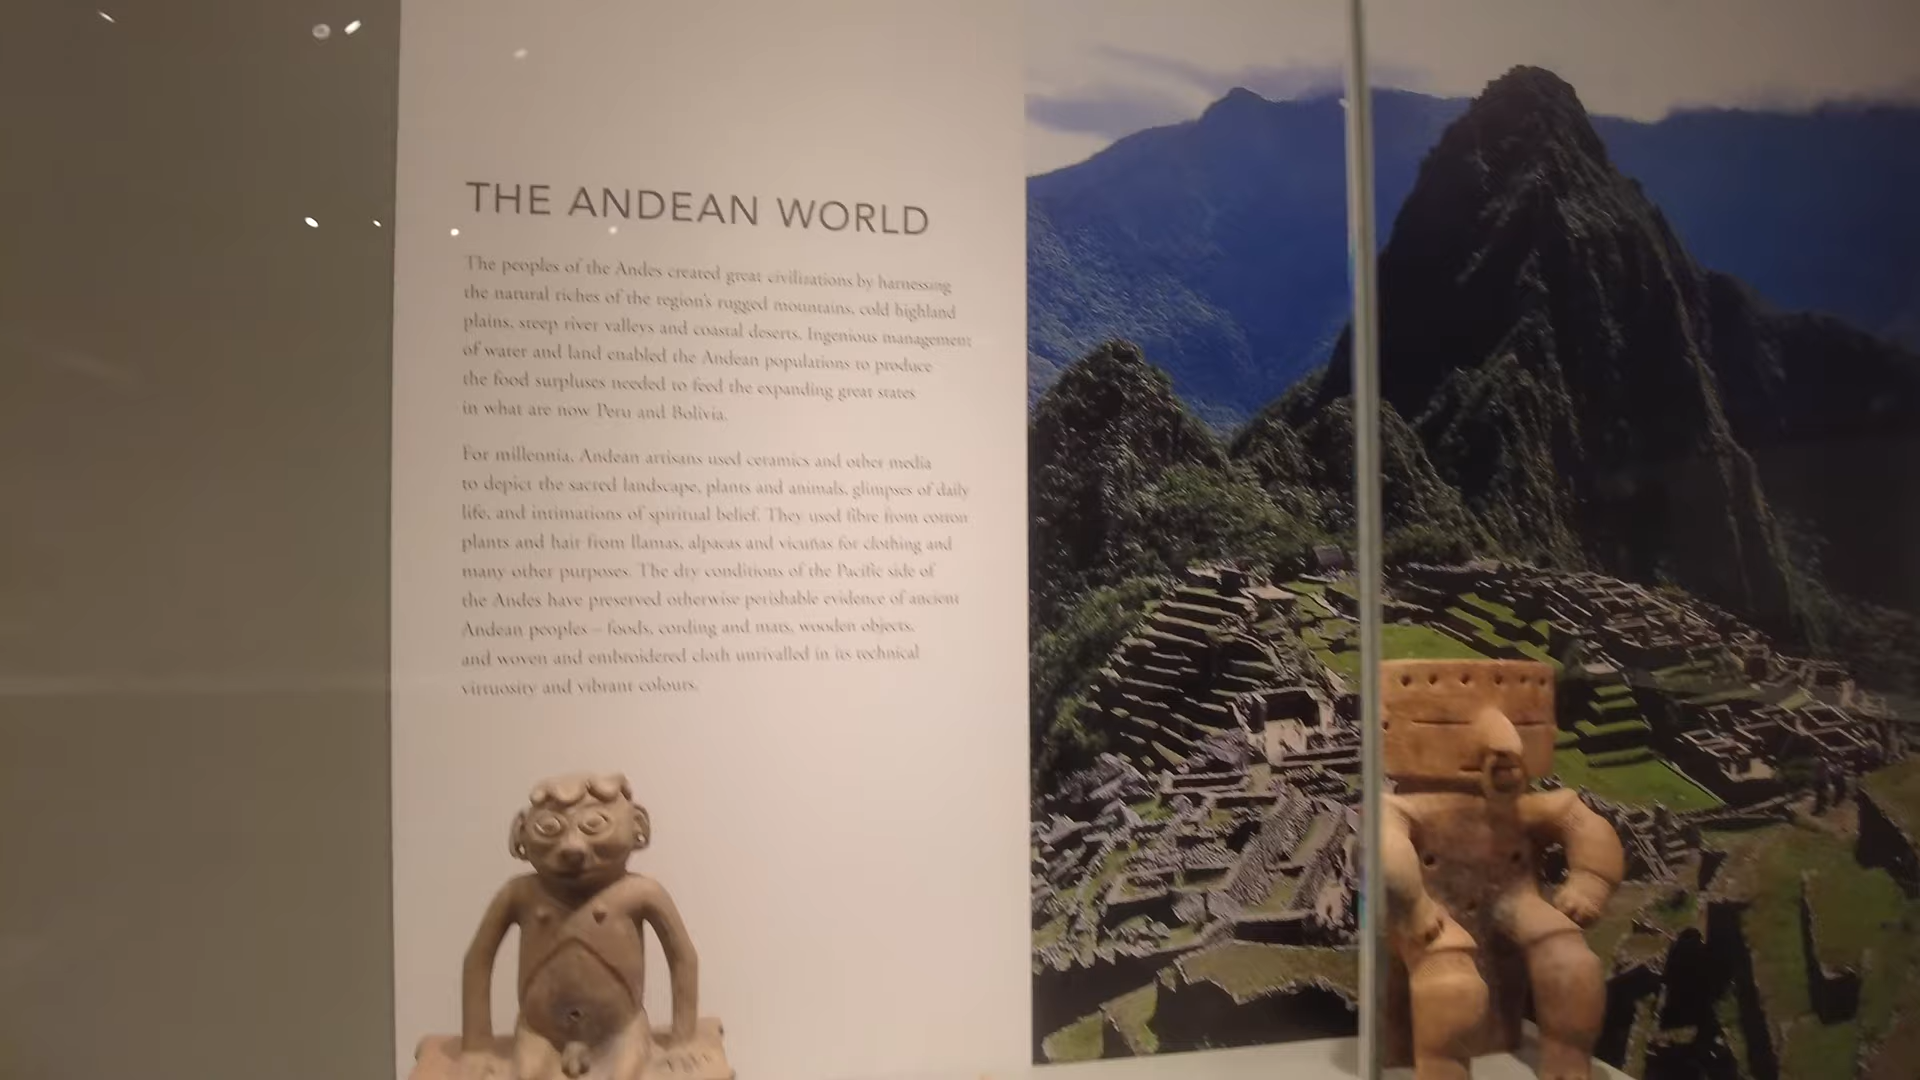 THE ANDEAN WORLD
The peoples of the Andes created great civilizations by harnessing
the natural riches of the region's rugged mountains, cold highland
plains, steep river valleys and coastal deserts. Ingenious management
of water and land enabled the Andean populations to produce
the food surpluses needed to feed the expanding great states
in what are now Peru and Bolivia.
For millennia, Andean artisans used ceramics and other media
to depict the sacred landscape, plants and animals, glimpses of daily
life, and intimations of spiritual belief. They used fibre from cotton
plants and hair from llamas, alpacas and vicuñas for clothing and
many other purposes. The dry conditions of the Pacific side of
the Andes have preserved otherwise perishable evidence of ancient
Andean peoples – foods, cording and mats, wooden objects,
and woven and embroidered cloth unrivalled in its technical
virtuosity and vibrant colours.